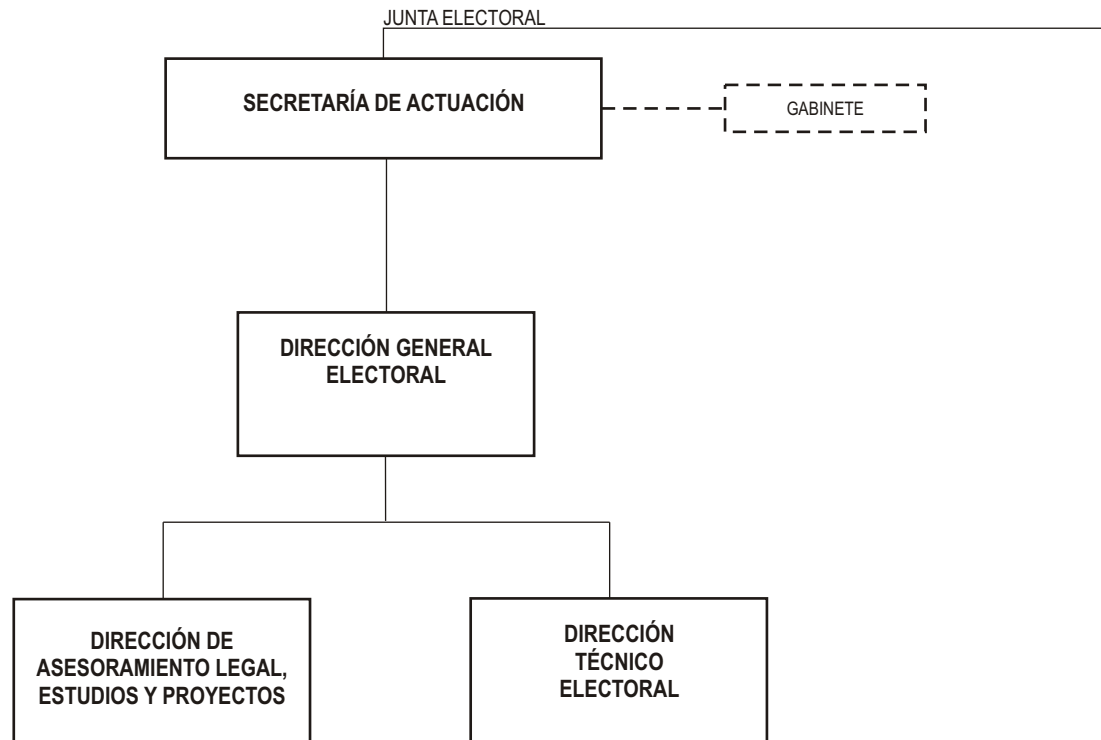 JUNTA ELECTORAL
SECRETARÍA DE ACTUACIÓN
GABINETE
DIRECCIÓN GENERAL
ELECTORAL
DIRECCIÓN DE
ASESORAMIENTO LEGAL,
ESTUDIOS Y PROYECTOS
DIRECCIÓN
TÉCNICO
ELECTORAL